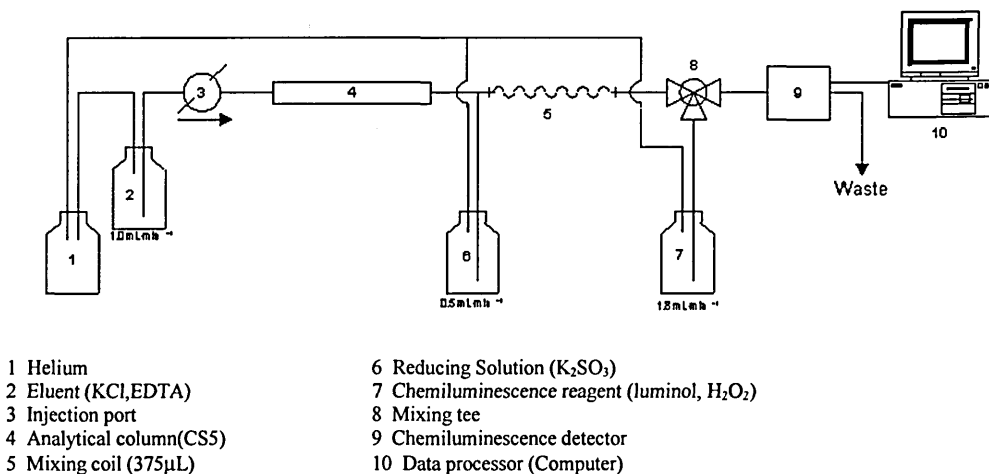 8
3
4
9
5
10
2
Waste
1.0mLmin⁻¹
1
6
7
0.5mLmin⁻¹
1.8mLmin⁻¹
1 Helium
2 Eluent (KCl,EDTA)
3 Injection port
4 Analytical column(CS5)
5 Mixing coil (375µL)
6 Reducing Solution (K₂SO₃)
7 Chemiluminescence reagent (luminol, H₂O₂)
8 Mixing tee
9 Chemiluminescence detector
10 Data processor (Computer)